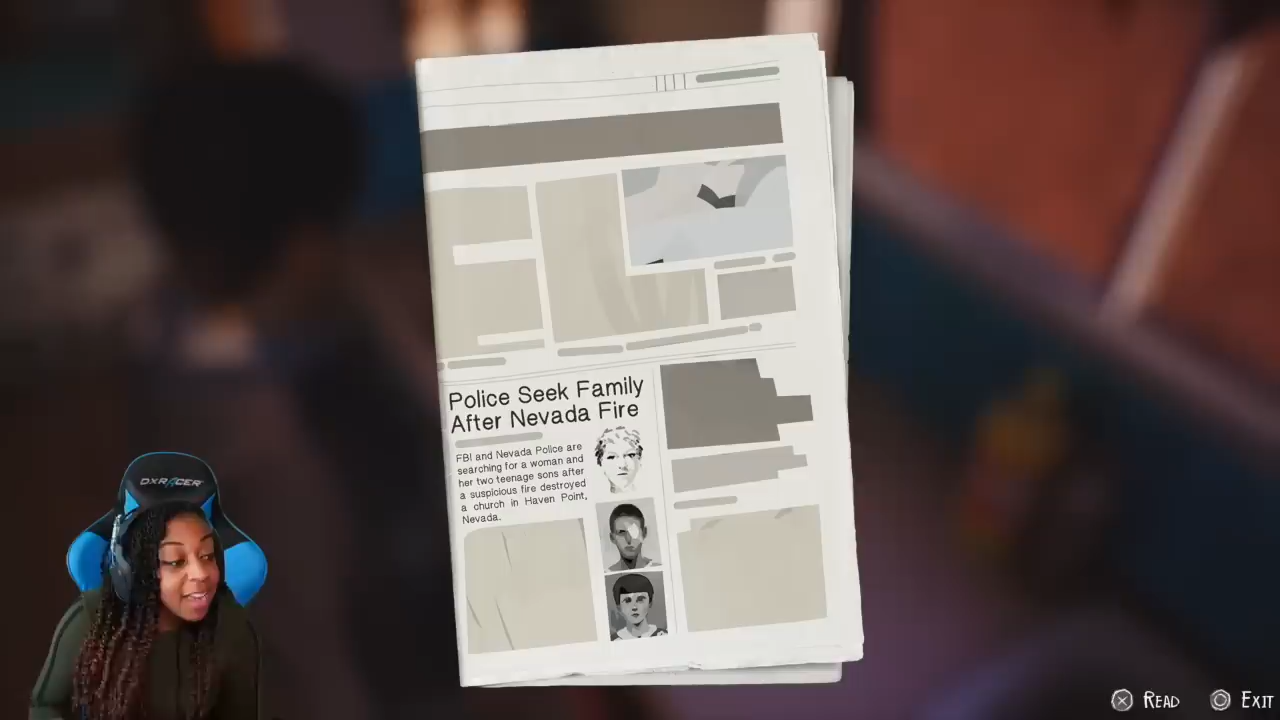 Police Seek Family
After Nevada Fire
FBI and Nevada Police are
searching for a woman and
her two teenage sons after
a suspicious fire destroyed
a church in Haven Point,
Nevada.
DXRACER
READ
EXIT